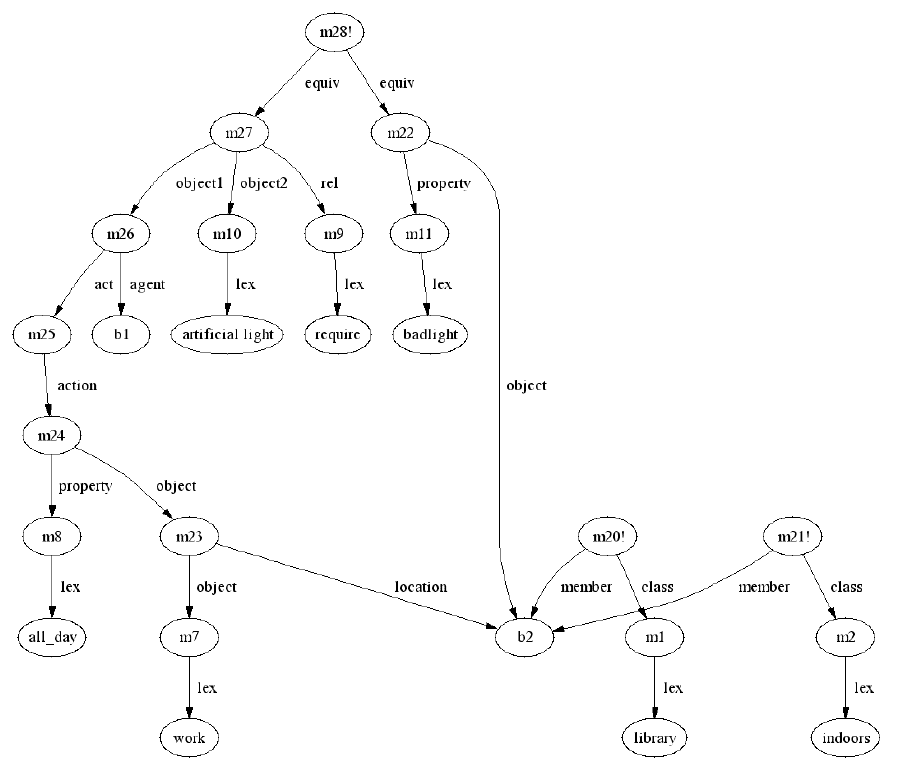 m28!
equiv equiv
m27 m22
object1 object2 rel property
m26 m10 m9 m11
act agent lex lex lex
m25 b1 artificial light require badlight
action object
m24
property object
m8 m23 m20! m21!
lex object location member class member class
all_day m7 b2 m1 m2
lex lex lex
work library indoors